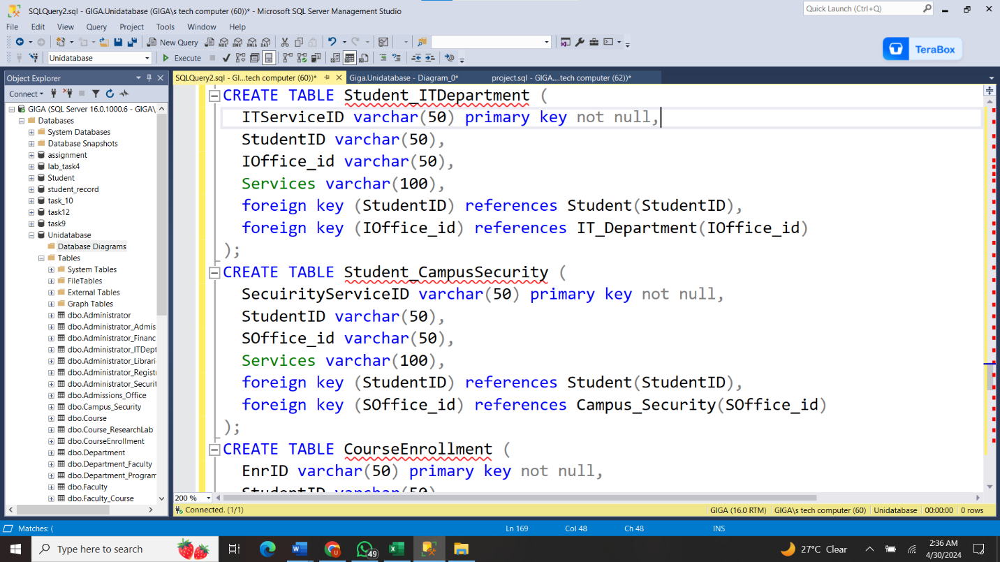 SQLQuery2.sql - GIGA.Unidatabase (GIGA\s tech computer (60))* - Microsoft SQL Server Management Studio
Quick Launch (Ctrl+Q)
File Edit View Query Project Tools Window Help
New Query
MDX DMX XMLA DAX
Unidatabase
Execute
TeraBox
Object Explorer
SQLQuery2.sql - GI...tech computer (60))*
Giga.Unidatabase - Diagram_0*
project.sql - GIGA....tech computer (62))*
Connect
GIGA (SQL Server 16.0.1000.6 - GIGA\
Databases
System Databases
Database Snapshots
assignment
lab_task4
Student
student_record
task_10
task12
task9
Unidatabase
Database Diagrams
Tables
System Tables
FileTables
External Tables
Graph Tables
dbo.Administrator
dbo.Administrator_Admis
dbo.Administrator_Financ
dbo.Administrator_ITDept
dbo.Administrator_Librari
dbo.Administrator_Registr
dbo.Administrator_Securit
dbo.Admissions_Office
dbo.Campus_Security
dbo.Course
dbo.Course_ResearchLab
dbo.CourseEnrollment
dbo.Department
dbo.Department_Faculty
dbo.Department_Program
dbo.Faculty
dbo.Faculty_Course
CREATE TABLE Student_ITDepartment (
ITServiceID varchar(50) primary key not null,
StudentID varchar(50),
IOffice_id varchar(50),
Services varchar(100),
foreign key (StudentID) references Student(StudentID),
foreign key (IOffice_id) references IT_Department(IOffice_id)
);
CREATE TABLE Student_CampusSecurity (
SecuirityServiceID varchar(50) primary key not null,
StudentID varchar(50),
SOffice_id varchar(50),
Services varchar(100),
foreign key (StudentID) references Student(StudentID),
foreign key (SOffice_id) references Campus_Security(SOffice_id)
);
CREATE TABLE CourseEnrollment (
EnrID varchar(50) primary key not null,
StudentID varchar(50)
200 %
Connected. (1/1)
GIGA (16.0 RTM) GIGA\s tech computer (60) Unidatabase 00:00:00 0 rows
Matches: (
Ln 169 Col 48 Ch 48 INS
Type here to search
49
27°C Clear
2:36 AM
4/30/2024